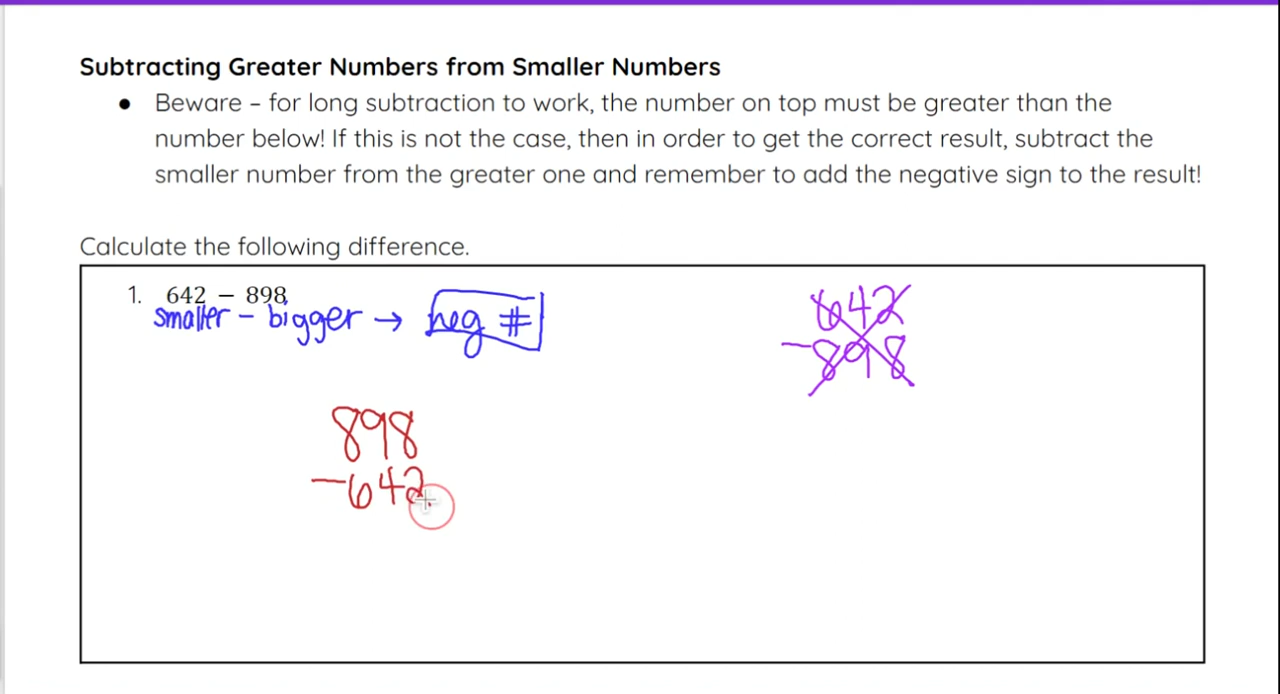 Subtracting Greater Numbers from Smaller Numbers
● Beware – for long subtraction to work, the number on top must be greater than the
number below! If this is not the case, then in order to get the correct result, subtract the
smaller number from the greater one and remember to add the negative sign to the result!
Calculate the following difference.
1. 642 – 898
smaller – bigger → neg #
642
–898
898
–642